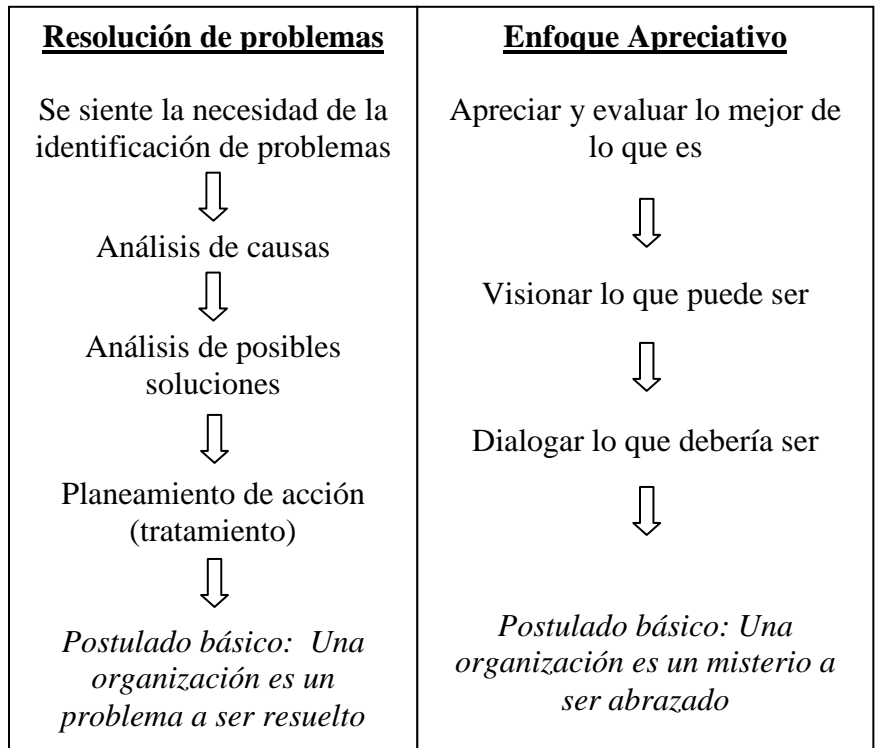 Resolución de problemas
Se siente la necesidad de la
identificación de problemas
Análisis de causas
Análisis de posibles
soluciones
Planeamiento de acción
(tratamiento)
Postulado básico:  Una
organización es un
problema a ser resuelto
Enfoque Apreciativo
Apreciar y evaluar lo mejor de
lo que es
Visionar lo que puede ser
Dialogar lo que debería ser
Postulado básico: Una
organización es un misterio a
ser abrazado